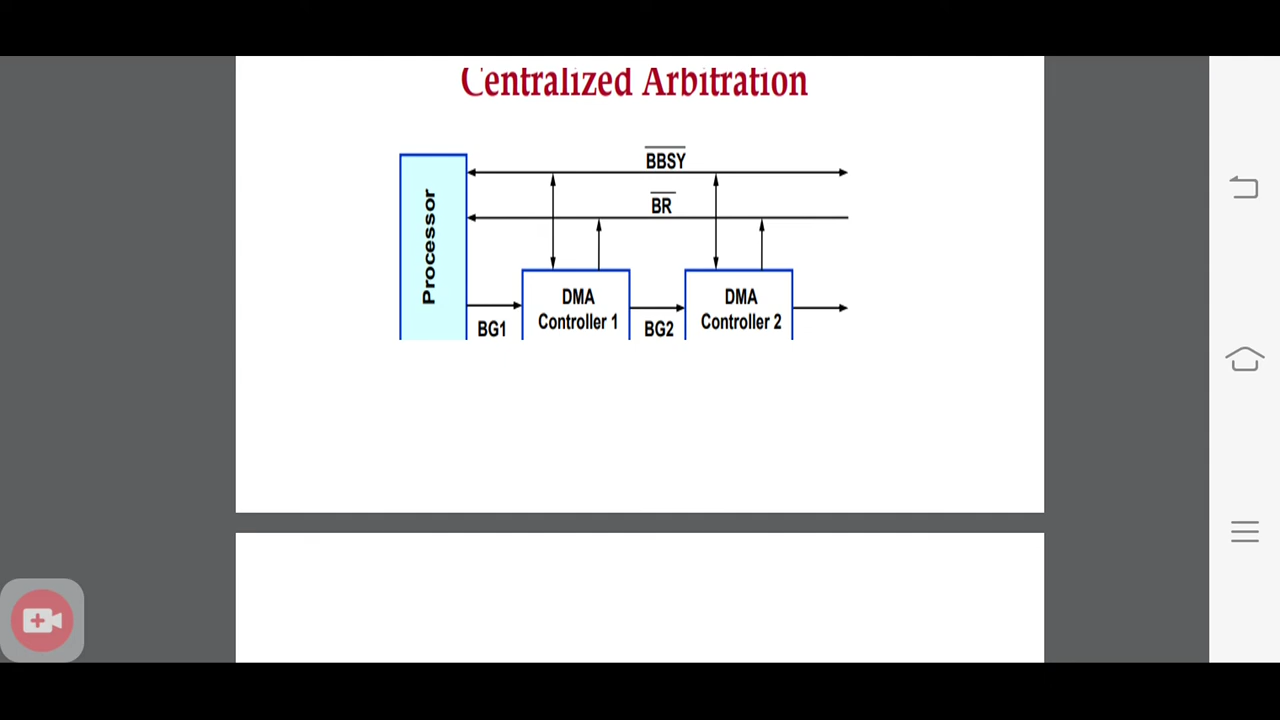 Centralized Arbitration
BBSY
BR
Processor
DMA
Controller 1
DMA
Controller 2
BG1
BG2